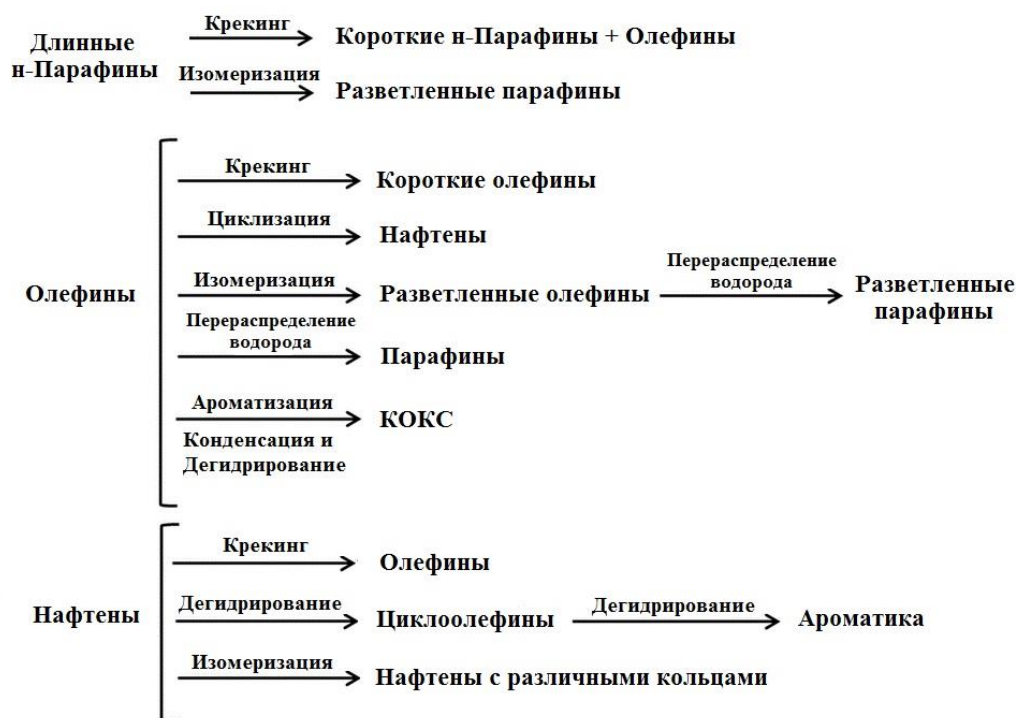 Длинные
н-Парафины
Крекинг
Короткие н-Парафины + Олефины
Изомеризация
Разветленные парафины
Олефины
Крекинг
Короткие олефины
Циклизация
Нафтены
Изомеризация
Разветленные олефины
Перераспределение
водорода
Разветленные
парафины
Перераспределение
водорода
Парафины
Ароматизация
КОКС
Конденсация и
Дегидрирование
Нафтены
Крекинг
Олефины
Дегидрирование
Циклоолефины
Дегидрирование
Ароматика
Изомеризация
Нафтены с различными кольцами